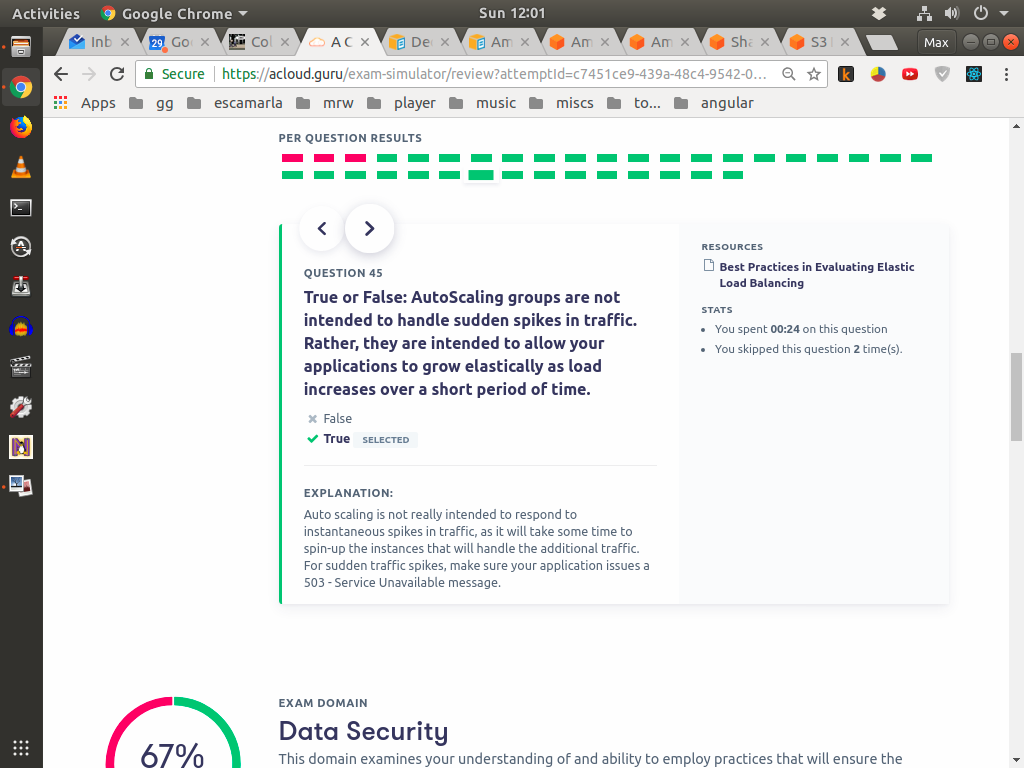 Activities
Google Chrome
Sun 12:01
Inb
29
Go
Col
A C
De
Am
Am
Am
Sha
S3
Max
Secure
https://acloud.guru/exam-simulator/review?attemptId=c7451ce9-439a-48c4-9542-0...
Apps
gg
escamarla
mrw
player
music
miscs
to...
angular
PER QUESTION RESULTS
QUESTION 45
True or False: AutoScaling groups are not
intended to handle sudden spikes in traffic.
Rather, they are intended to allow your
applications to grow elastically as load
increases over a short period of time.
False
True SELECTED
EXPLANATION:
Auto scaling is not really intended to respond to
instantaneous spikes in traffic, as it will take some time to
spin-up the instances that will handle the additional traffic.
For sudden traffic spikes, make sure your application issues a
503 - Service Unavailable message.
RESOURCES
Best Practices in Evaluating Elastic
Load Balancing
STATS
You spent 00:24 on this question
You skipped this question 2 time(s).
67%
EXAM DOMAIN
Data Security
This domain examines your understanding of and ability to employ practices that will ensure the